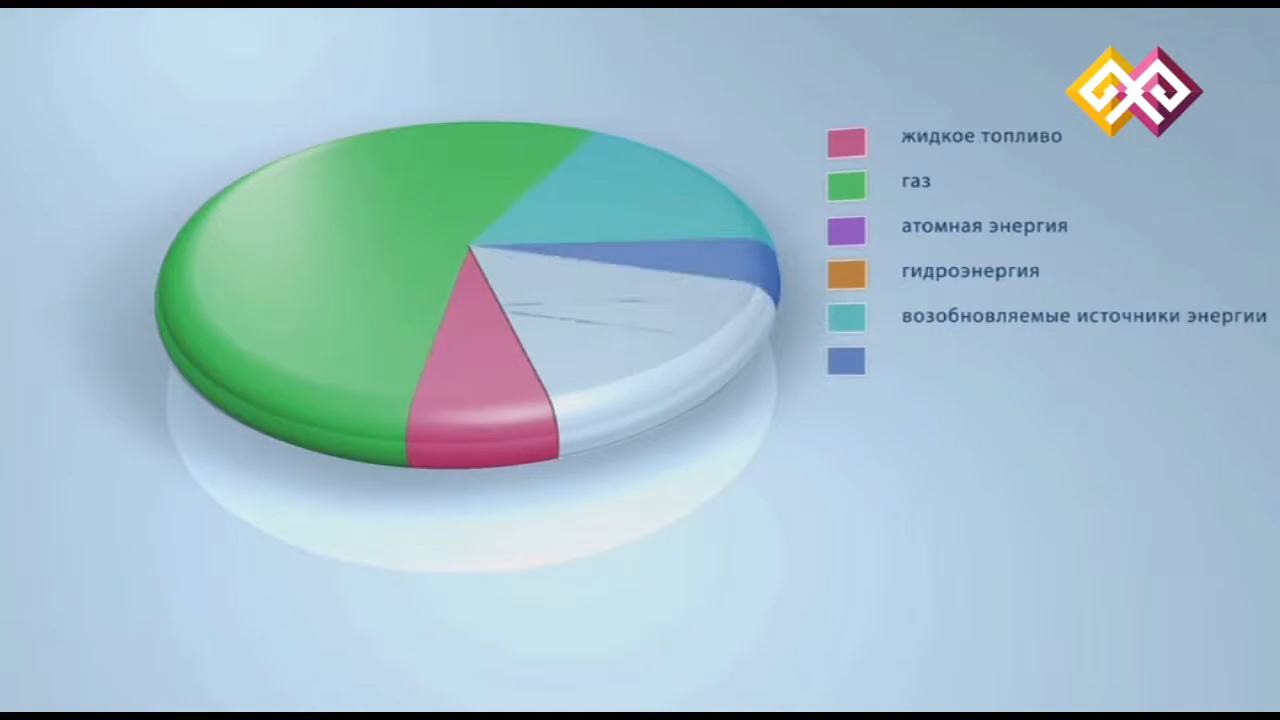 жидкое топливо
газ
атомная энергия
гидроэнергия
возобновляемые источники энергии